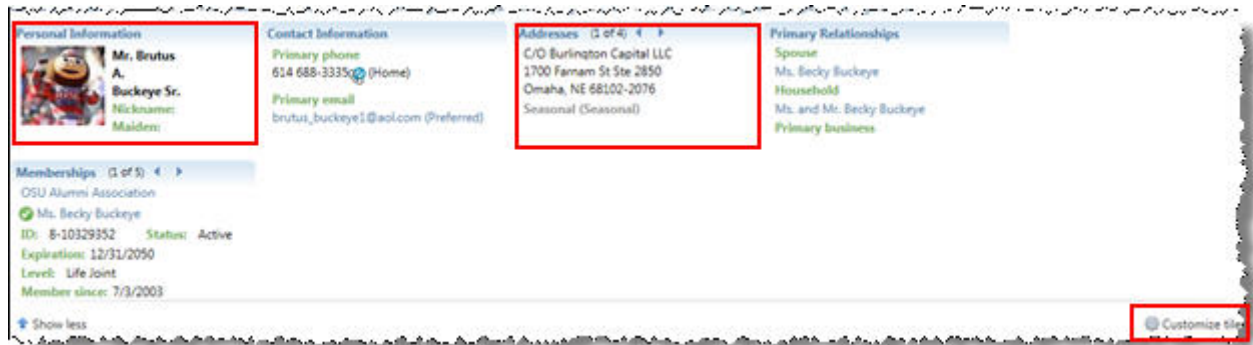 Personal Information
Mr. Brutus
A.
Buckeye Sr.
Nickname:
Maiden:
Contact Information
Primary phone
614 688-3335 (Home)
Primary email
brutus_buckeye1@aol.com (Preferred)
Addresses (1 of 4)
C/O Burlington Capital LLC
1700 Farnam St Ste 2850
Omaha, NE 68102-2076
Seasonal (Seasonal)
Primary Relationships
Spouse
Ms. Becky Buckeye
Household
Ms. and Mr. Becky Buckeye
Primary business
Memberships (1 of 5)
OSU Alumni Association
Ms. Becky Buckeye
ID: 8-10329352 Status: Active
Expiration: 12/31/2050
Level: Life Joint
Member since: 7/3/2003
Show less
Customize tile